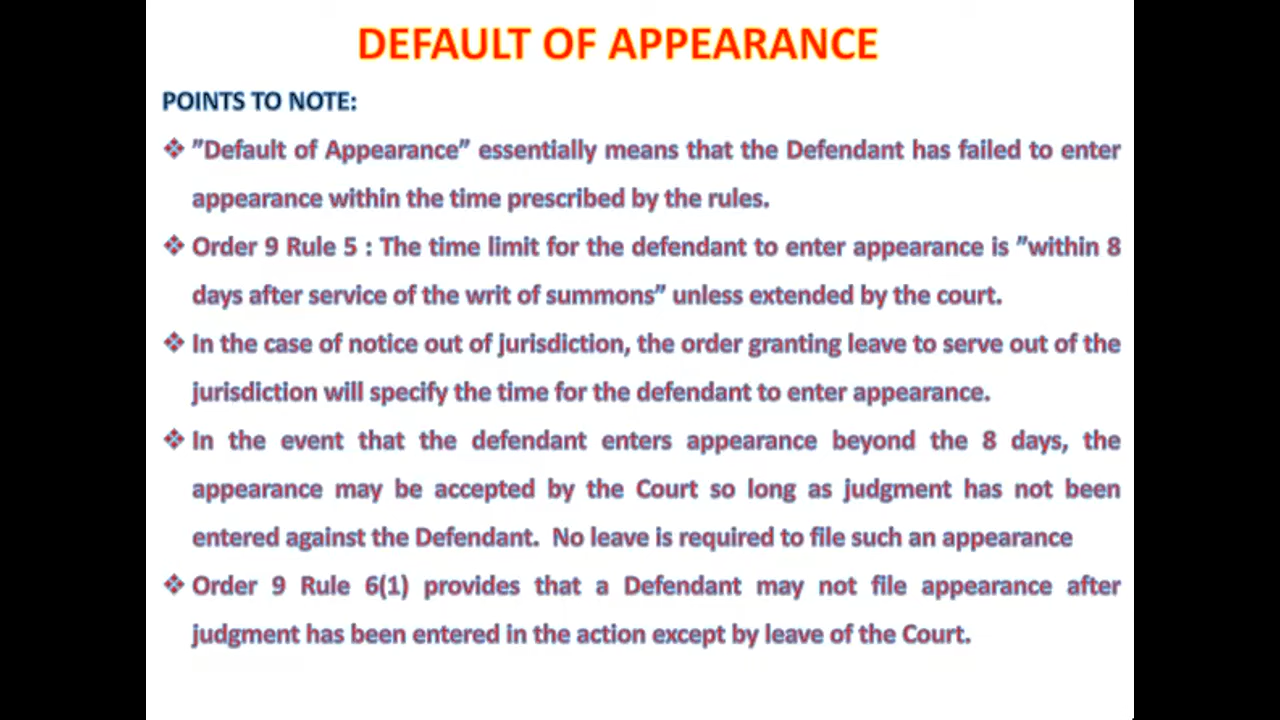 DEFAULT OF APPEARANCE
POINTS TO NOTE:
❖ ”Default of Appearance” essentially means that the Defendant has failed to enter
appearance within the time prescribed by the rules.
❖ Order 9 Rule 5 : The time limit for the defendant to enter appearance is ”within 8
days after service of the writ of summons” unless extended by the court.
❖ In the case of notice out of jurisdiction, the order granting leave to serve out of the
jurisdiction will specify the time for the defendant to enter appearance.
❖ In the event that the defendant enters appearance beyond the 8 days, the
appearance may be accepted by the Court so long as judgment has not been
entered against the Defendant. No leave is required to file such an appearance
❖ Order 9 Rule 6(1) provides that a Defendant may not file appearance after
judgment has been entered in the action except by leave of the Court.